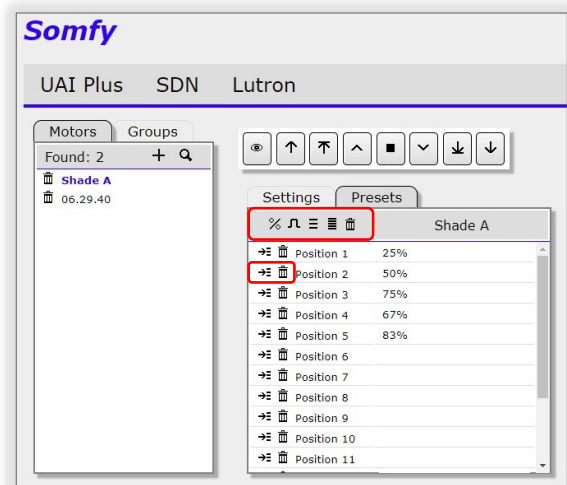 Somfy
UAI Plus SDN Lutron
Motors Groups
Found: 2 +
Shade A
06.29.40
Settings Presets
% Shade A
Position 1 25%
Position 2 50%
Position 3 75%
Position 4 67%
Position 5 83%
Position 6
Position 7
Position 8
Position 9
Position 10
Position 11